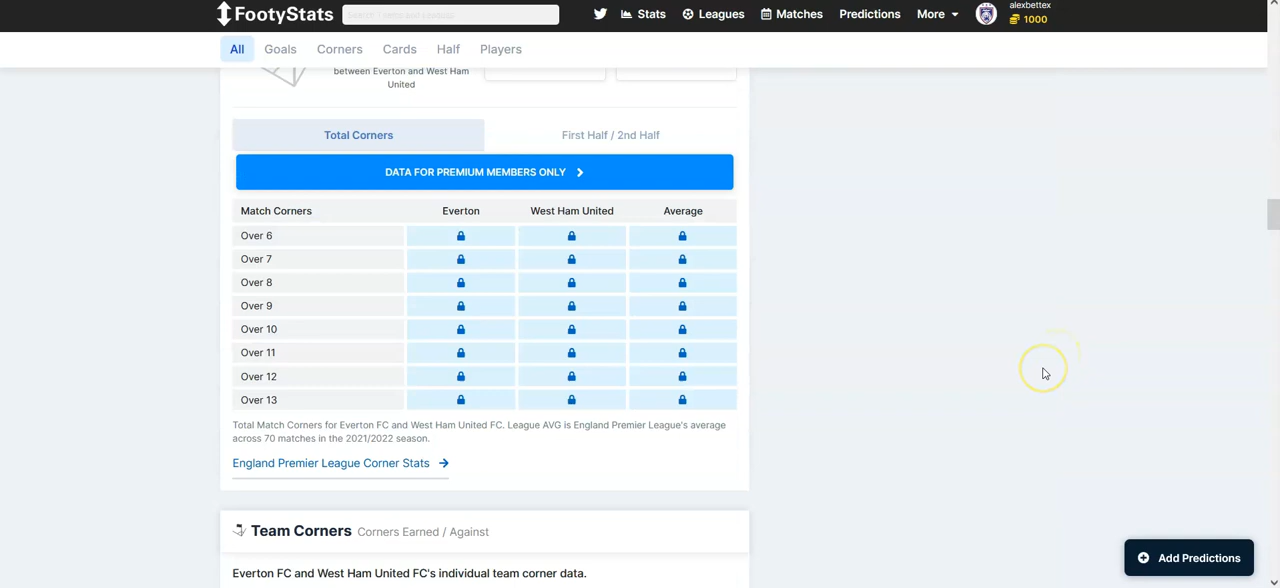 FootyStats
Stats
Leagues
Matches
Predictions
More
alexbettex
1000
All
Goals
Corners
Cards
Half
Players
between Everton and West Ham
United
Total Corners
First Half / 2nd Half
DATA FOR PREMIUM MEMBERS ONLY
Match Corners Everton West Ham United Average
Over 6
Over 7
Over 8
Over 9
Over 10
Over 11
Over 12
Over 13
Total Match Corners for Everton FC and West Ham United FC. League AVG is England Premier League's average
across 70 matches in the 2021/2022 season.
England Premier League Corner Stats
Team Corners Corners Earned / Against
Everton FC and West Ham United FC's individual team corner data.
Add Predictions